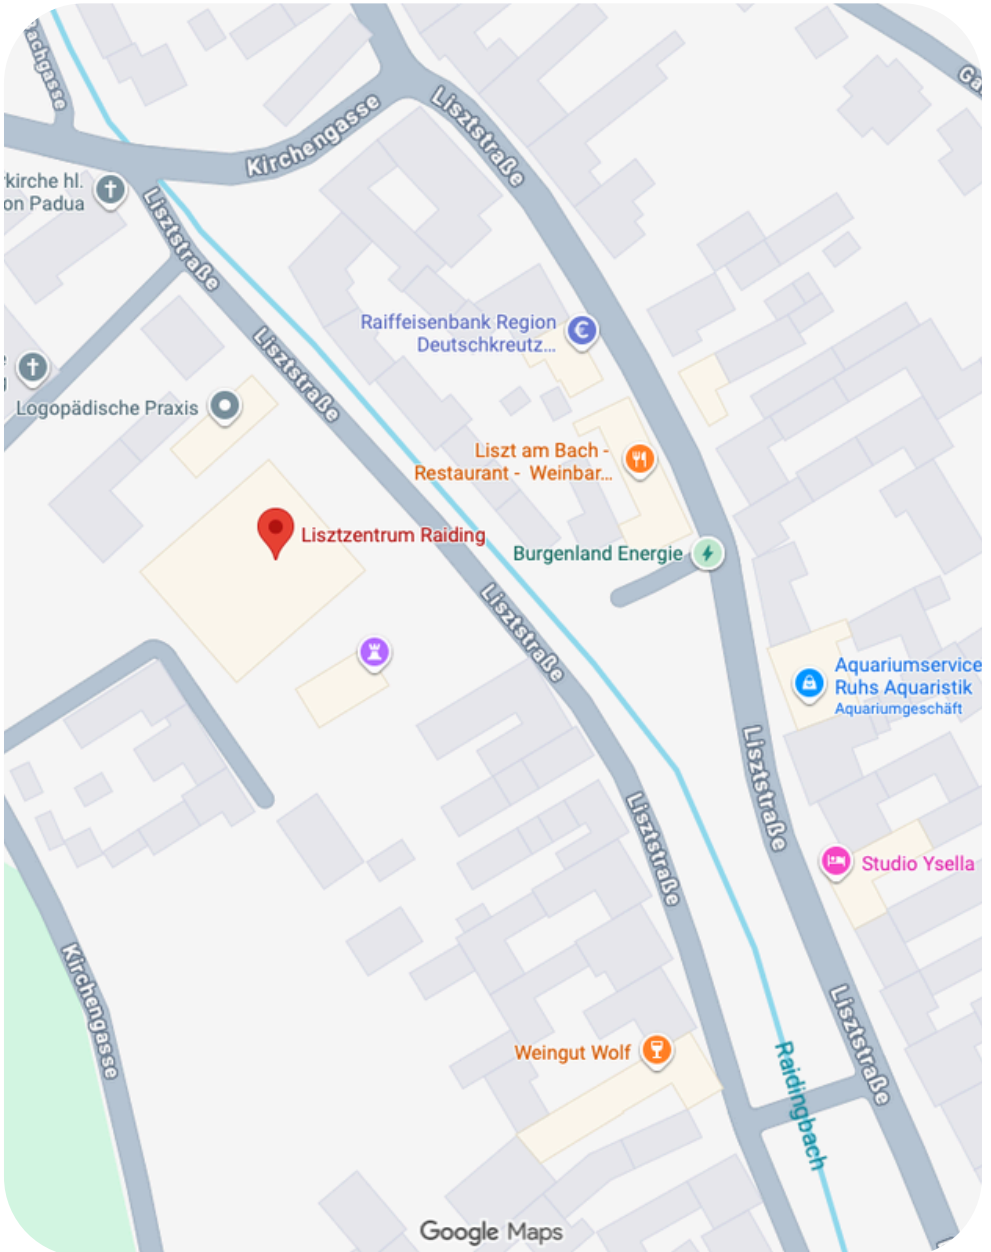 Lisztstraße
Kirchengasse
rkirche hl.
on Padua
Lisztstraße
Raiffeisenbank Region
Deutschkreutz...
Lisztstraße
Logopädische Praxis
Liszt am Bach -
Restaurant - Weinbar...
Lisztzentrum Raiding
Burgenland Energie
Lisztstraße
Aquariumservice
Ruhs Aquaristik
Aquariumgeschäft
Lisztstraße
Lisztstraße
Studio Ysella
Kirchengasse
Lisztstraße
Weingut Wolf
Raidingbach
Google Maps